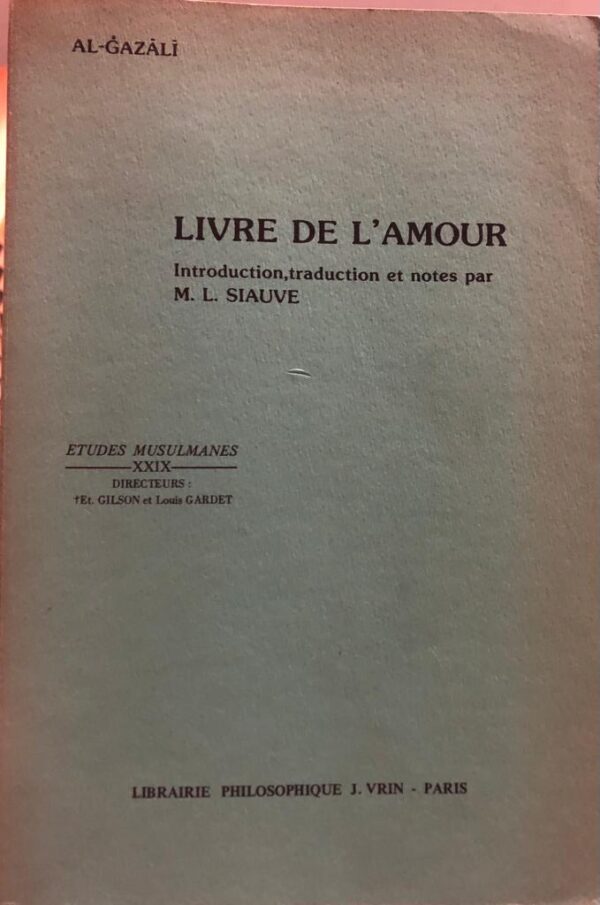 AL-ĠAZĀLĪ
LIVRE DE L'AMOUR
Introduction,traduction et notes par
M. L. SIAUVE
ETUDES MUSULMANES
XXIX
DIRECTEURS :
†Et. GILSON et Louis GARDET
LIBRAIRIE PHILOSOPHIQUE J. VRIN - PARIS